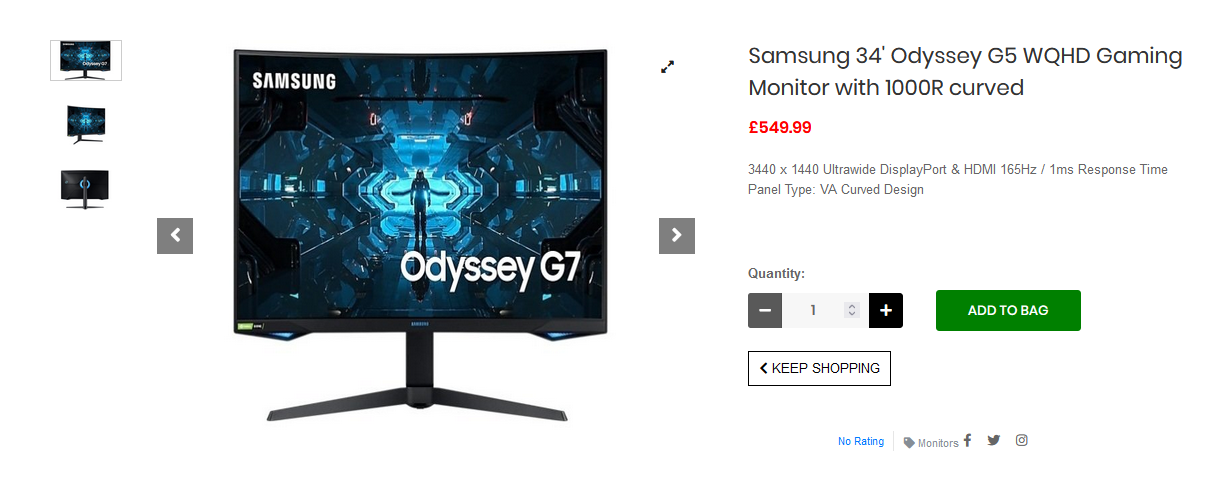 SAMSUNG
Odyssey G7
SAMSUNG
Samsung 34' Odyssey G5 WQHD Gaming
Monitor with 1000R curved
£549.99
3440 x 1440 Ultrawide DisplayPort & HDMI 165Hz / 1ms Response Time
Panel Type: VA Curved Design
Quantity:
1
ADD TO BAG
KEEP SHOPPING
No Rating
Monitors